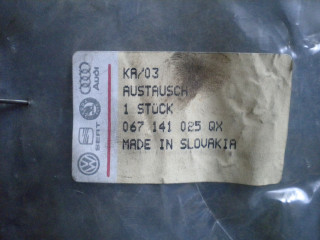 Audi
SEAT
KA/03
AUSTAUSCH
1 STÜCK
067 141 025 QX
MADE IN SLOVAKIA